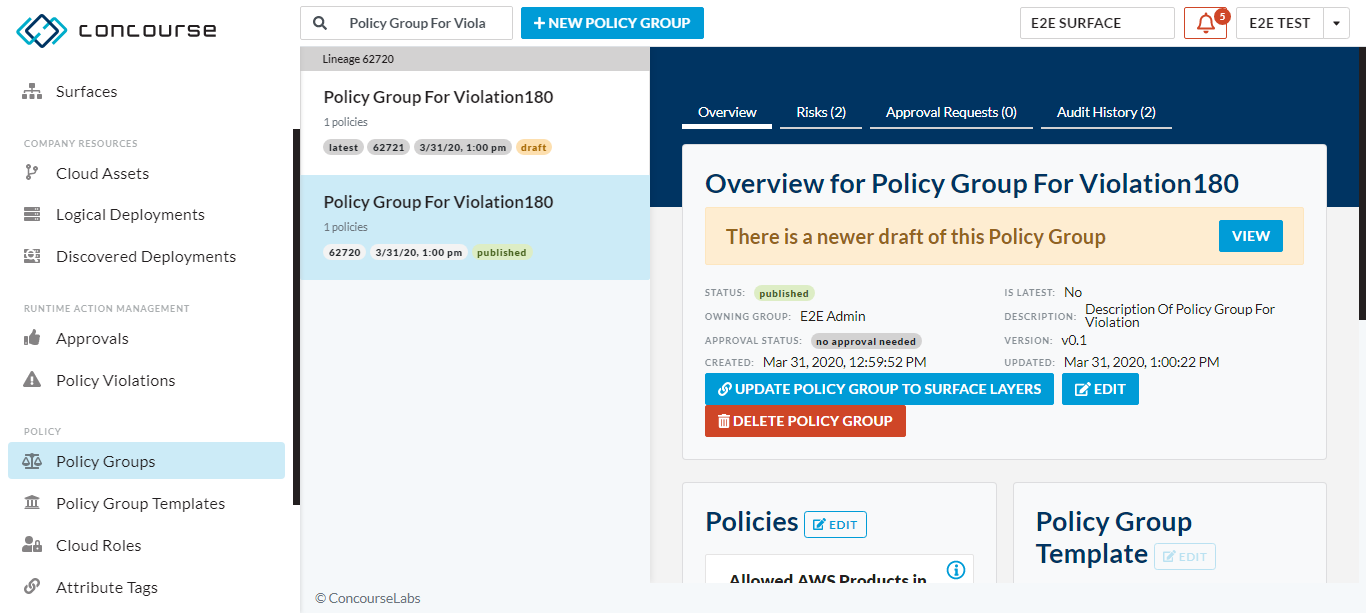 concourse
Policy Group For Viola
NEW POLICY GROUP
E2E SURFACE
5
E2E TEST
Surfaces
COMPANY RESOURCES
Cloud Assets
Logical Deployments
Discovered Deployments
RUNTIME ACTION MANAGEMENT
Approvals
Policy Violations
POLICY
Policy Groups
Policy Group Templates
Cloud Roles
Attribute Tags
Lineage 62720
Policy Group For Violation180
1 policies
latest 62721 3/31/20, 1:00 pm draft
Policy Group For Violation180
1 policies
62720 3/31/20, 1:00 pm published
Overview Risks (2) Approval Requests (0) Audit History (2)
Overview for Policy Group For Violation180
There is a newer draft of this Policy Group VIEW
STATUS: published
IS LATEST: No
OWNING GROUP: E2E Admin
DESCRIPTION: Description Of Policy Group For
Violation
APPROVAL STATUS: no approval needed
VERSION: v0.1
CREATED: Mar 31, 2020, 12:59:52 PM
UPDATED: Mar 31, 2020, 1:00:22 PM
UPDATE POLICY GROUP TO SURFACE LAYERS EDIT
DELETE POLICY GROUP
Policies EDIT
Allowed AWS Products in
Policy Group
Template EDIT
© ConcourseLabs